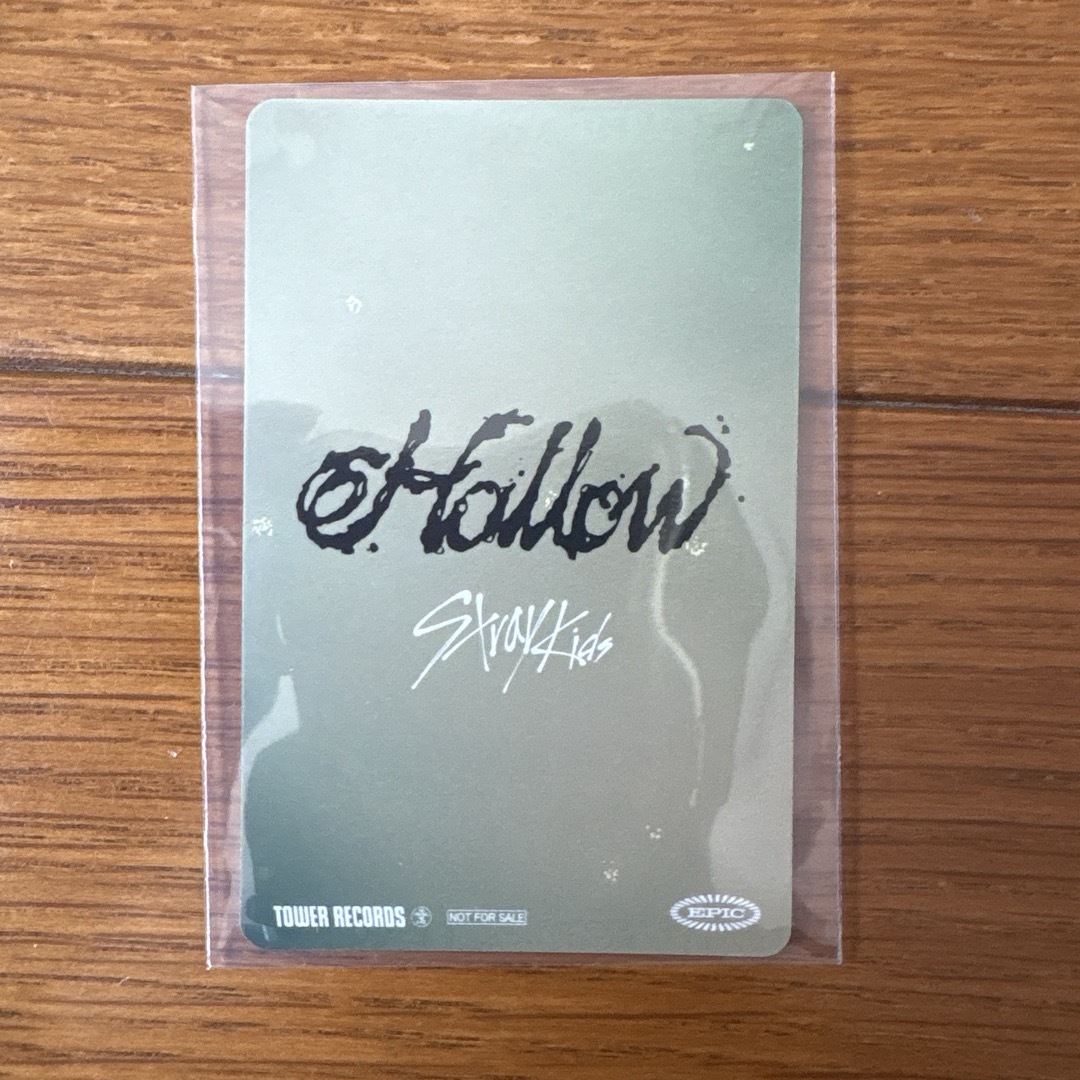 Hollow
Stray Kids
TOWER RECORDS NOT FOR SALE EPIC